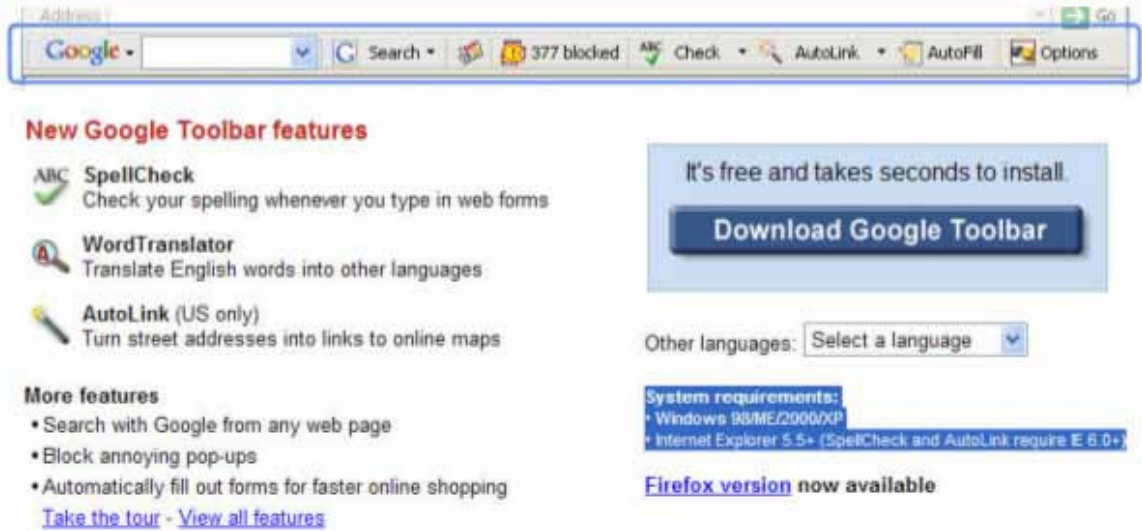 Address
Go
Google
Search
377 blocked
ABC Check
AutoLink
AutoFill
Options
New Google Toolbar features
ABC SpellCheck
Check your spelling whenever you type in web forms
WordTranslator
Translate English words into other languages
AutoLink (US only)
Turn street addresses into links to online maps
More features
• Search with Google from any web page
• Block annoying pop-ups
• Automatically fill out forms for faster online shopping
Take the tour - View all features
It's free and takes seconds to install.
Download Google Toolbar
Other languages: Select a language
System requirements:
• Windows 98/ME/2000/XP
• Internet Explorer 5.5+ (SpellCheck and AutoLink require IE 6.0+)
Firefox version now available